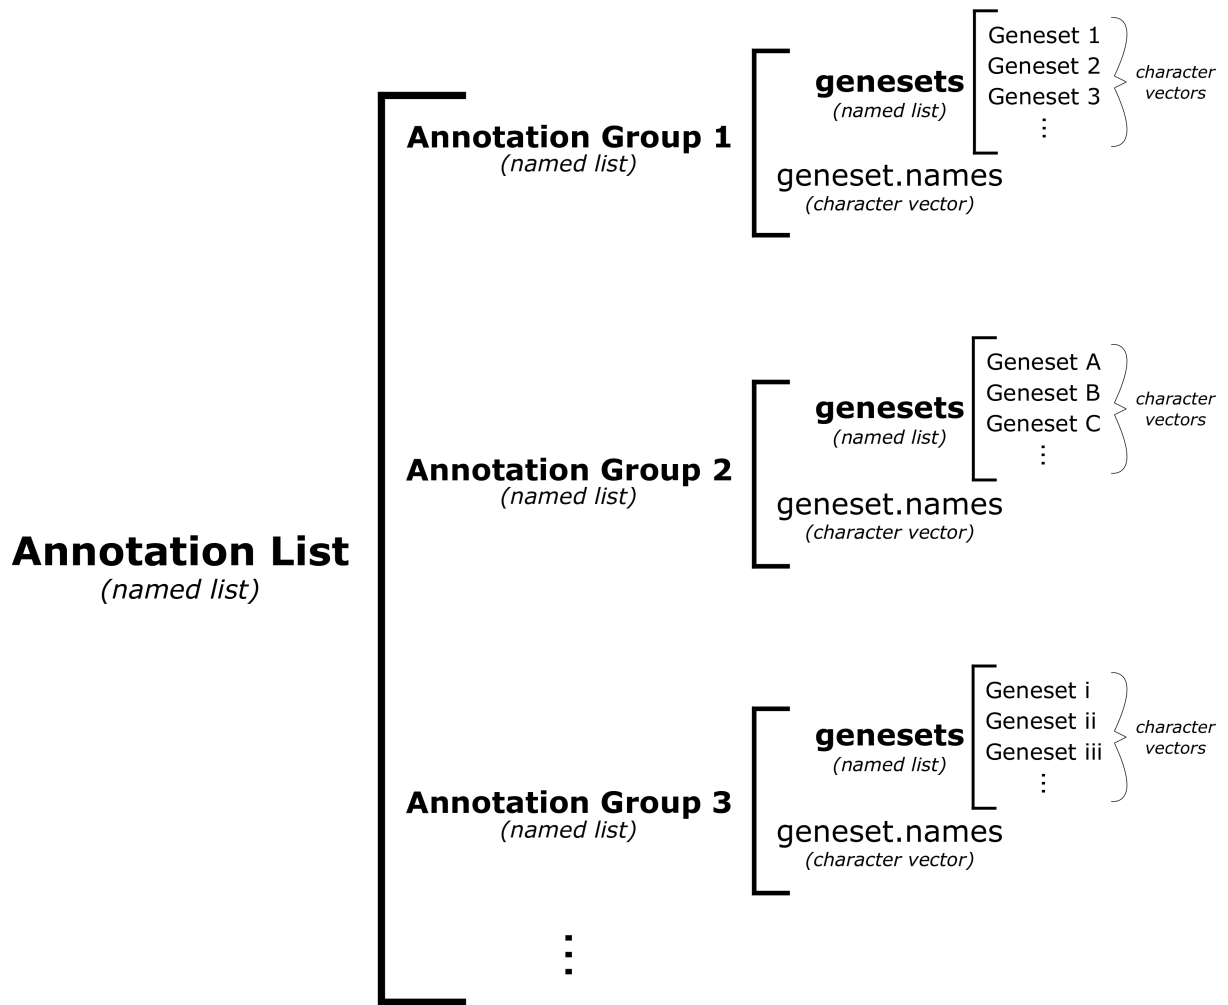 Annotation List
(named list)
Annotation Group 1
(named list)
genesets
(named list)
Geneset 1
Geneset 2
Geneset 3
⋮
character
vectors
geneset.names
(character vector)
Annotation Group 2
(named list)
genesets
(named list)
Geneset A
Geneset B
Geneset C
⋮
character
vectors
geneset.names
(character vector)
Annotation Group 3
(named list)
genesets
(named list)
Geneset i
Geneset ii
Geneset iii
⋮
character
vectors
geneset.names
(character vector)
⋮